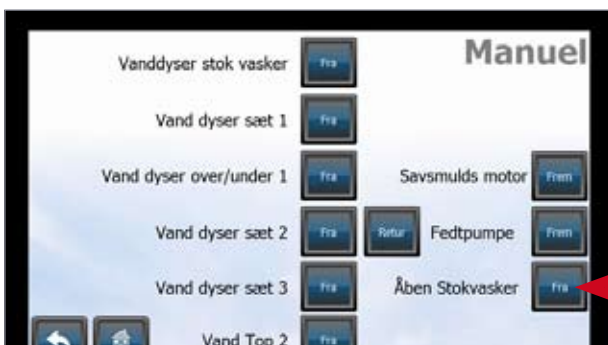 Manuel
Vanddyser stok vasker Fra
Vand dyser sæt 1 Fra
Vand dyser over/under 1 Fra
Savsmulds motor Frem
Vand dyser sæt 2 Fra
Retur Fedtpumpe Frem
Vand dyser sæt 3 Fra
Åben Stokvasker Fra
Vand Top 2 Fra